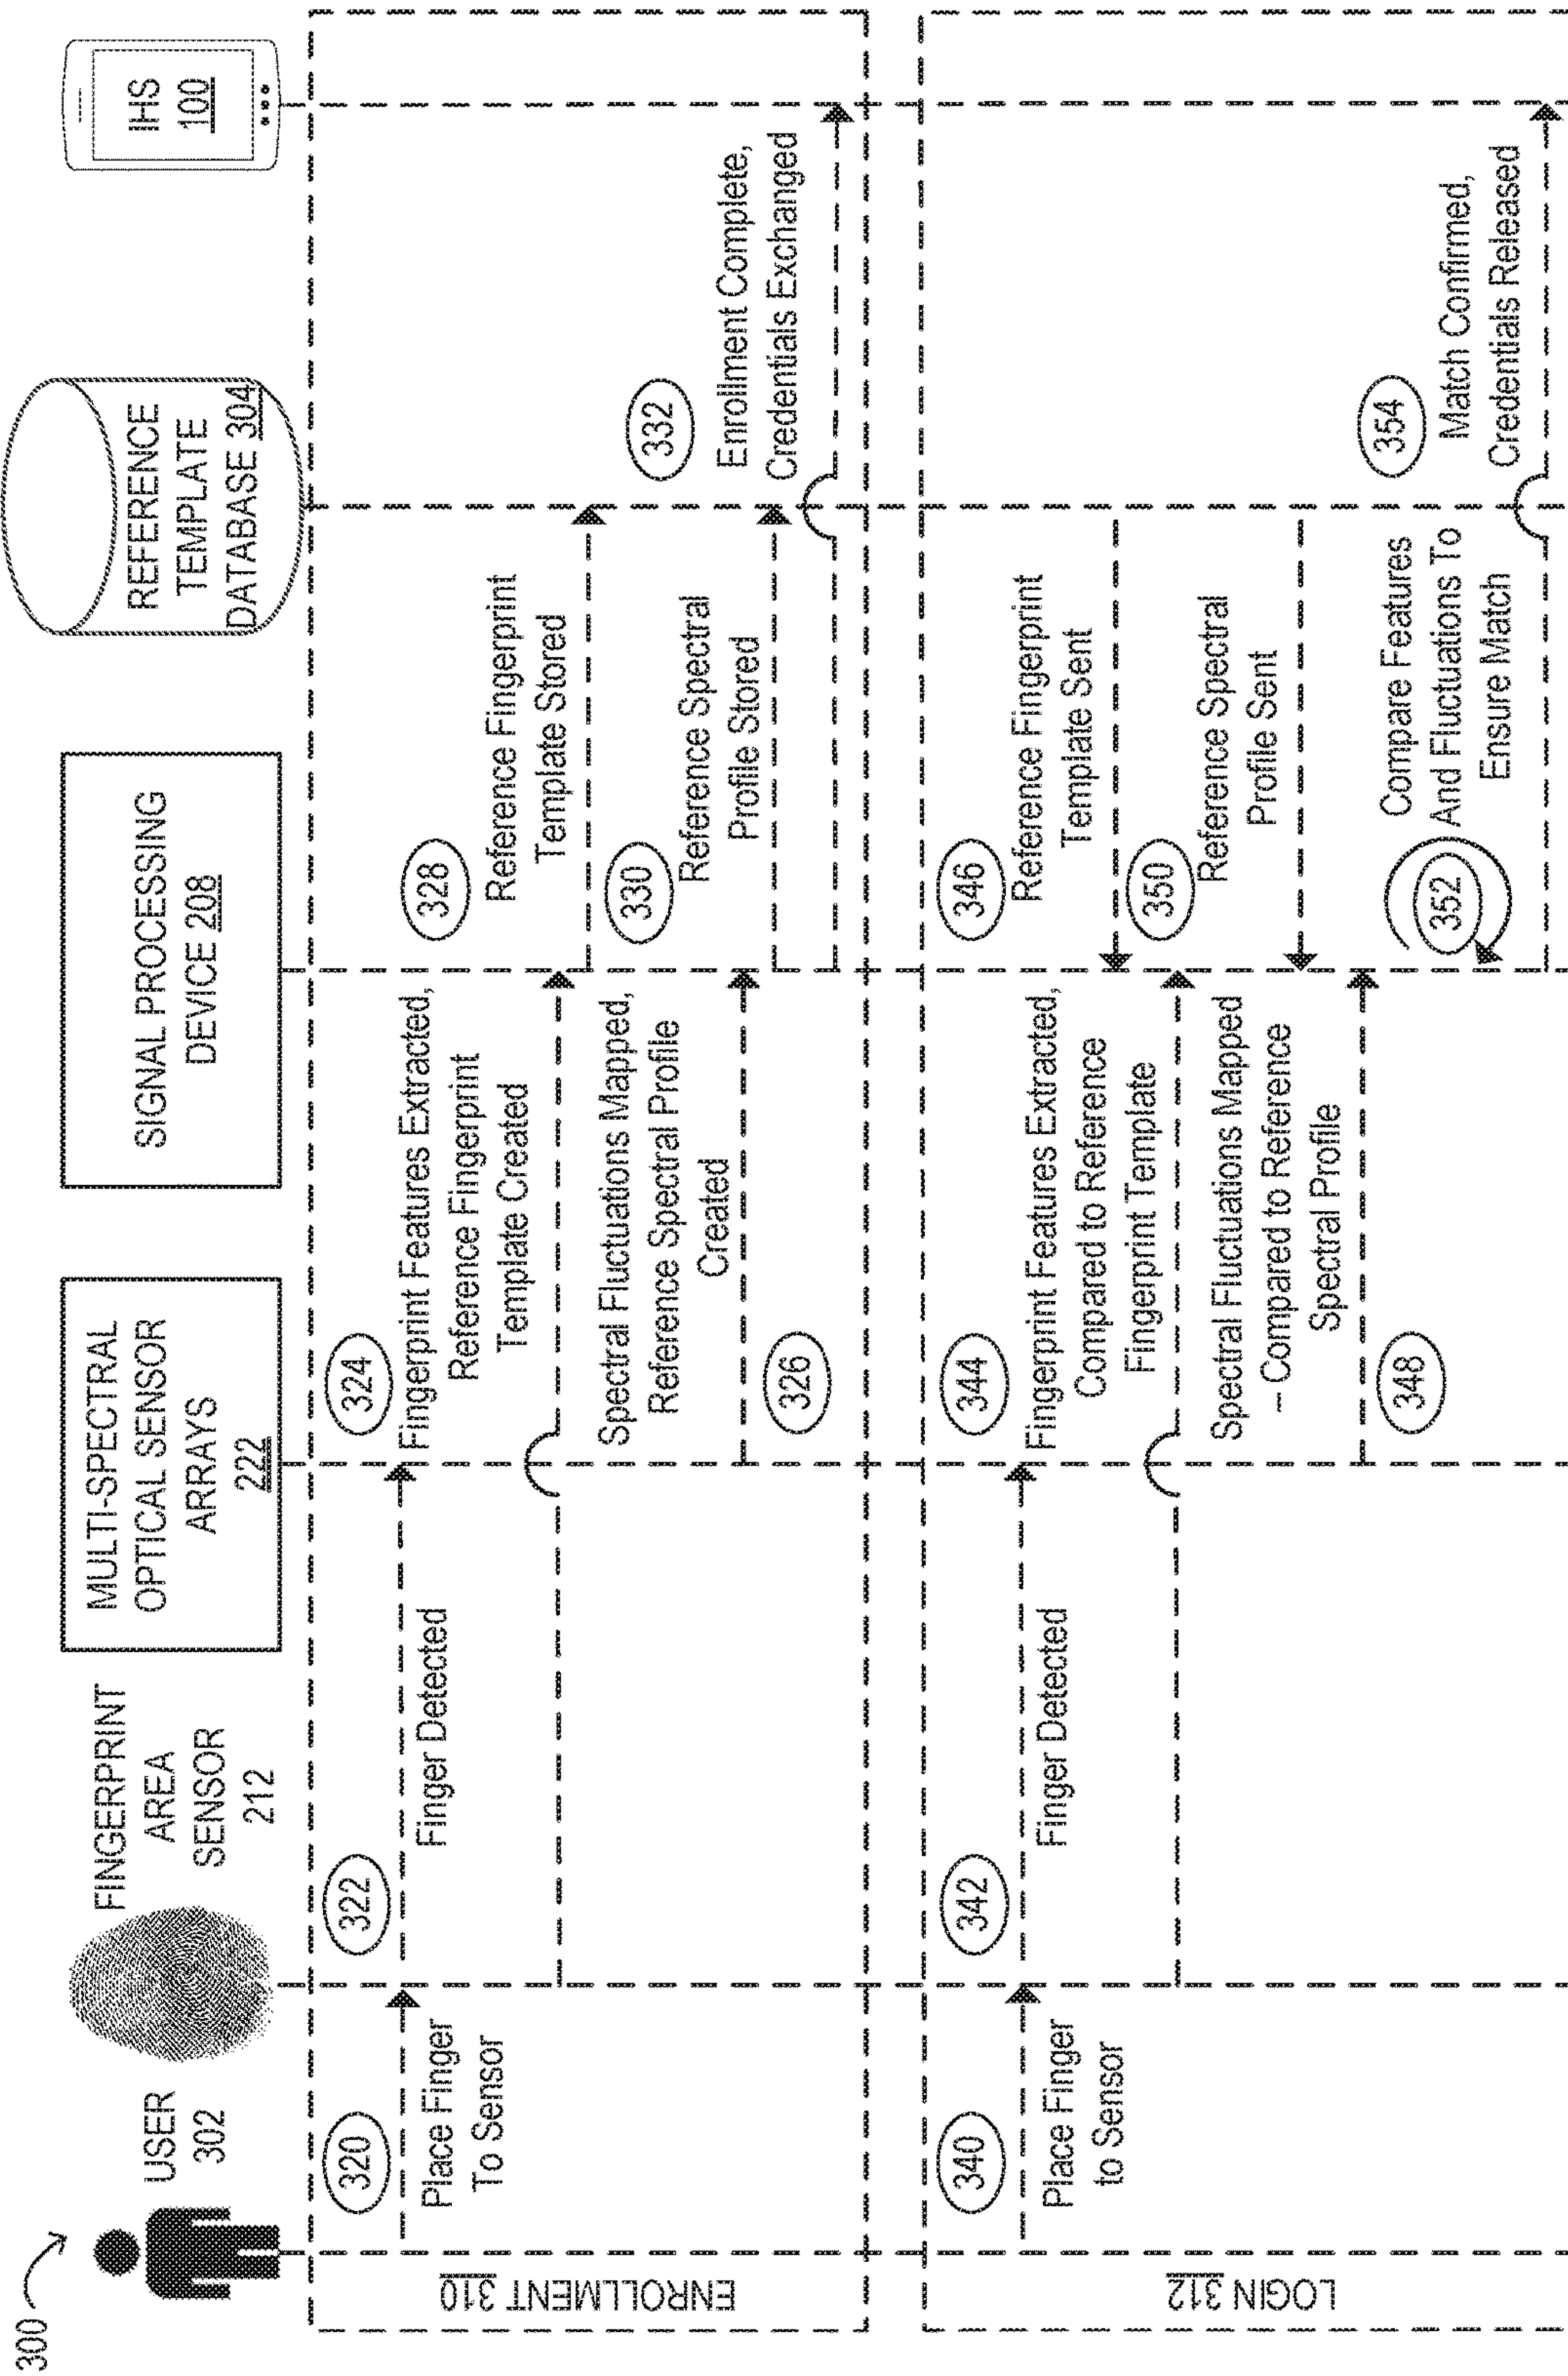 300
USER
302
FINGERPRINT
AREA
SENSOR
212
MULTI-SPECTRAL
OPTICAL SENSOR
ARRAYS
222
SIGNAL PROCESSING
DEVICE 208
REFERENCE
TEMPLATE
DATABASE 304
IHS
100
ENROLLMENT 310
320
Place Finger
To Sensor
322
Finger Detected
324
Fingerprint Features Extracted,
Reference Fingerprint
Template Created
Spectral Fluctuations Mapped,
Reference Spectral Profile
Created
326
328
Reference Fingerprint
Template Stored
330
Reference Spectral
Profile Stored
332
Enrollment Complete,
Credentials Exchanged
LOGIN 312
340
Place Finger
to Sensor
342
Finger Detected
344
Fingerprint Features Extracted,
Compared to Reference
Fingerprint Template
Spectral Fluctuations Mapped
– Compared to Reference
Spectral Profile
348
346
Reference Fingerprint
Template Sent
350
Reference Spectral
Profile Sent
352
Compare Features
And Fluctuations To
Ensure Match
354
Match Confirmed,
Credentials Released